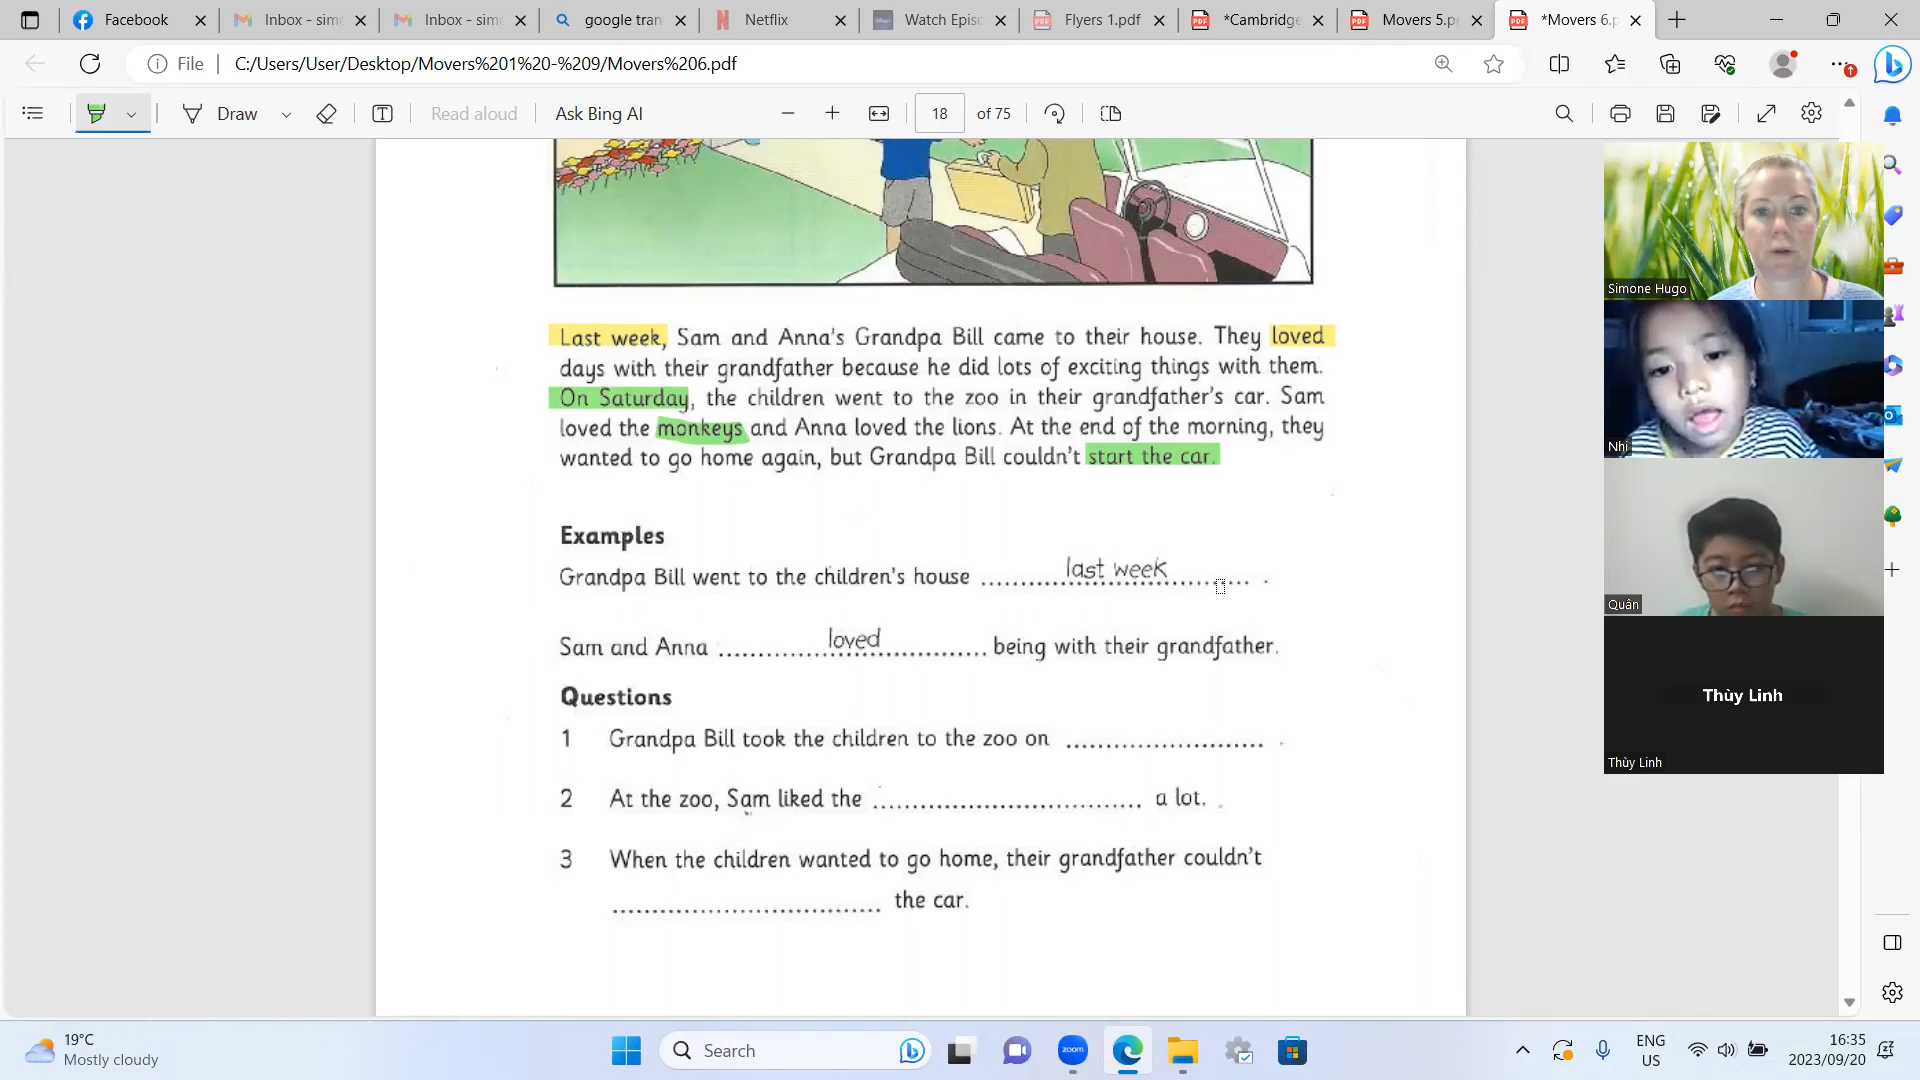 Facebook
Inbox - simo
Inbox - simo
google tran
Netflix
Watch Episo
Flyers 1.pdf
*Cambridge
Movers 5.p
*Movers 6.p
File
C:/Users/User/Desktop/Movers%201%20-%209/Movers%206.pdf
Draw
Read aloud
Ask Bing AI
18
of 75
Last week, Sam and Anna's Grandpa Bill came to their house. They loved
days with their grandfather because he did lots of exciting things with them.
On Saturday, the children went to the zoo in their grandfather's car. Sam
loved the monkeys and Anna loved the lions. At the end of the morning, they
wanted to go home again, but Grandpa Bill couldn't start the car.
Examples
Grandpa Bill went to the children's house last week .
Sam and Anna loved being with their grandfather.
Questions
1 Grandpa Bill took the children to the zoo on ........................ .
2 At the zoo, Sam liked the ........................ a lot.
3 When the children wanted to go home, their grandfather couldn't
........................ the car.
Simone Hugo
Nhi
Quân
Thùy Linh
Thùy Linh
19°C
Mostly cloudy
Search
zoom
ENG
US
16:35
2023/09/20